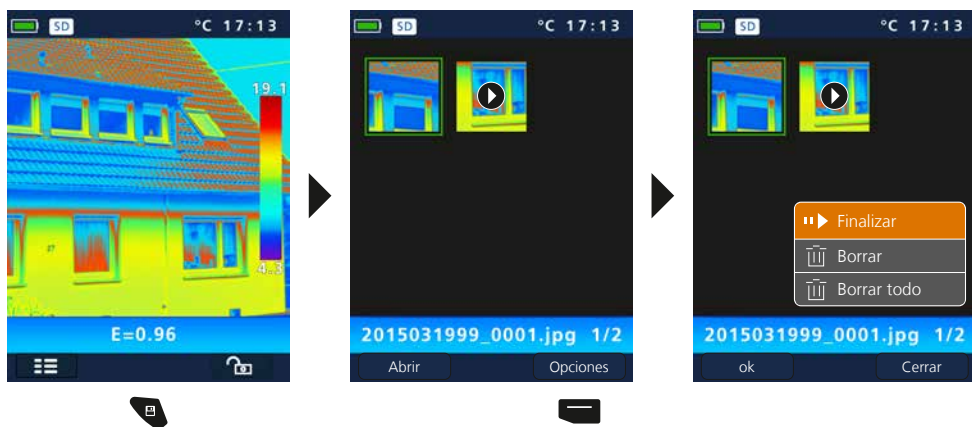 SD °C 17:13
19.1
37
4.3
E=0.96
SD °C 17:13
2015031999_0001.jpg 1/2
Abrir Opciones
SD °C 17:13
Finalizar
Borrar
Borrar todo
2015031999_0001.jpg 1/2
ok Cerrar